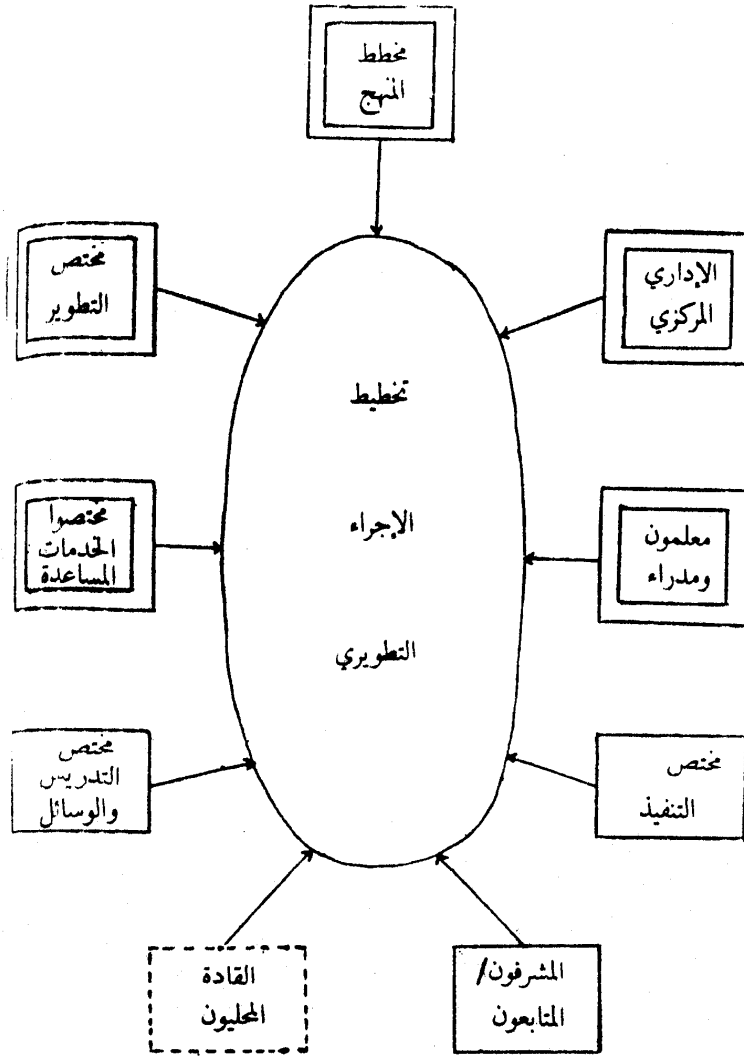 مخطط
المنهج
الإداري
المركزي
مختص
التطوير
تخطيط
الإجراء
التطويري
معلمون
ومدراء
مختصوا
الخدمات
المساعدة
مختص
التنفيذ
مختص
التدريس
والوسائل
المشرفون/
المتابعون
القادة
المحليون